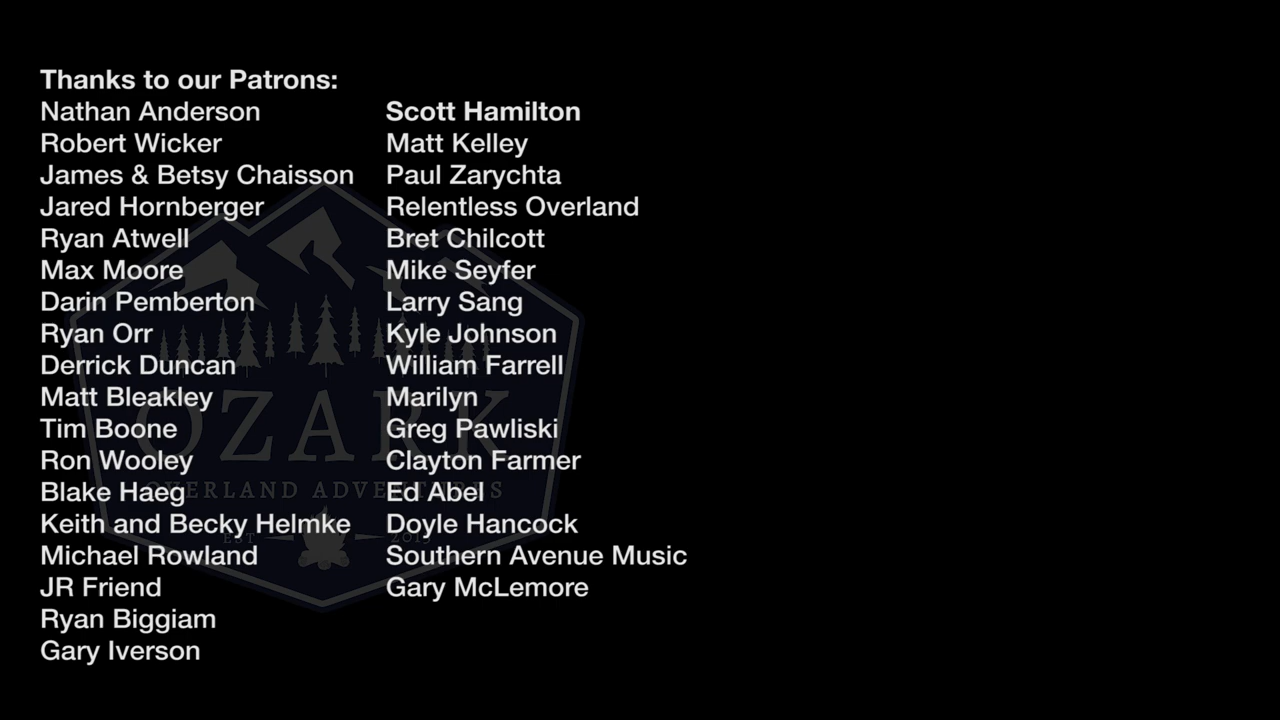 Thanks to our Patrons:
Nathan Anderson
Robert Wicker
James & Betsy Chaisson
Jared Hornberger
Ryan Atwell
Max Moore
Darin Pemberton
Ryan Orr
Derrick Duncan
Matt Bleakley
Tim Boone
Ron Wooley
Blake Haeg
Keith and Becky Helmke
Michael Rowland
JR Friend
Ryan Biggiam
Gary Iverson
Scott Hamilton
Matt Kelley
Paul Zarychta
Relentless Overland
Bret Chilcott
Mike Seyfer
Larry Sang
Kyle Johnson
William Farrell
Marilyn
Greg Pawliski
Clayton Farmer
Ed Abel
Doyle Hancock
Southern Avenue Music
Gary McLemore
OZARK
OVERLAND ADVENTURES
EST